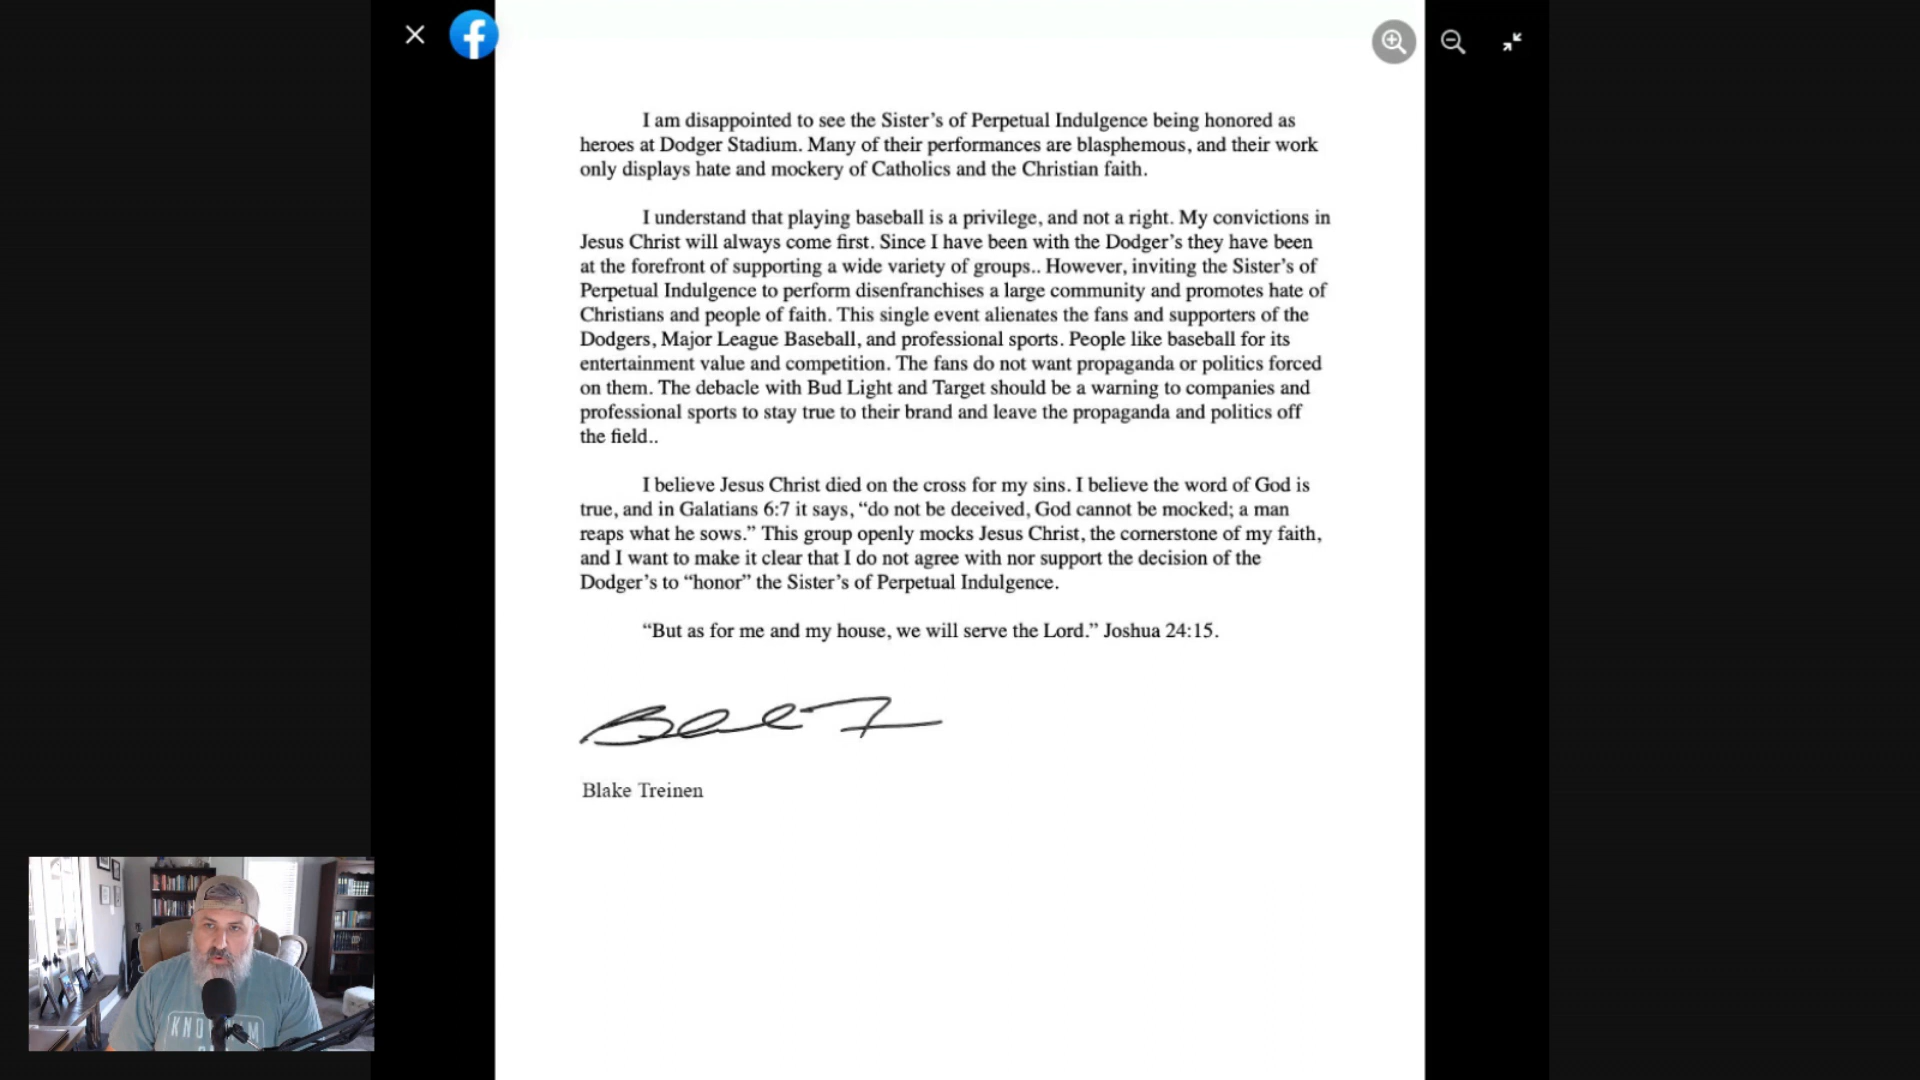 I am disappointed to see the Sister’s of Perpetual Indulgence being honored as
heroes at Dodger Stadium. Many of their performances are blasphemous, and their work
only displays hate and mockery of Catholics and the Christian faith.
I understand that playing baseball is a privilege, and not a right. My convictions in
Jesus Christ will always come first. Since I have been with the Dodger’s they have been
at the forefront of supporting a wide variety of groups.. However, inviting the Sister’s of
Perpetual Indulgence to perform disenfranchises a large community and promotes hate of
Christians and people of faith. This single event alienates the fans and supporters of the
Dodgers, Major League Baseball, and professional sports. People like baseball for its
entertainment value and competition. The fans do not want propaganda or politics forced
on them. The debacle with Bud Light and Target should be a warning to companies and
professional sports to stay true to their brand and leave the propaganda and politics off
the field..
I believe Jesus Christ died on the cross for my sins. I believe the word of God is
true, and in Galatians 6:7 it says, “do not be deceived, God cannot be mocked; a man
reaps what he sows.” This group openly mocks Jesus Christ, the cornerstone of my faith,
and I want to make it clear that I do not agree with nor support the decision of the
Dodger’s to “honor” the Sister’s of Perpetual Indulgence.
“But as for me and my house, we will serve the Lord.” Joshua 24:15.
Blake Treinen